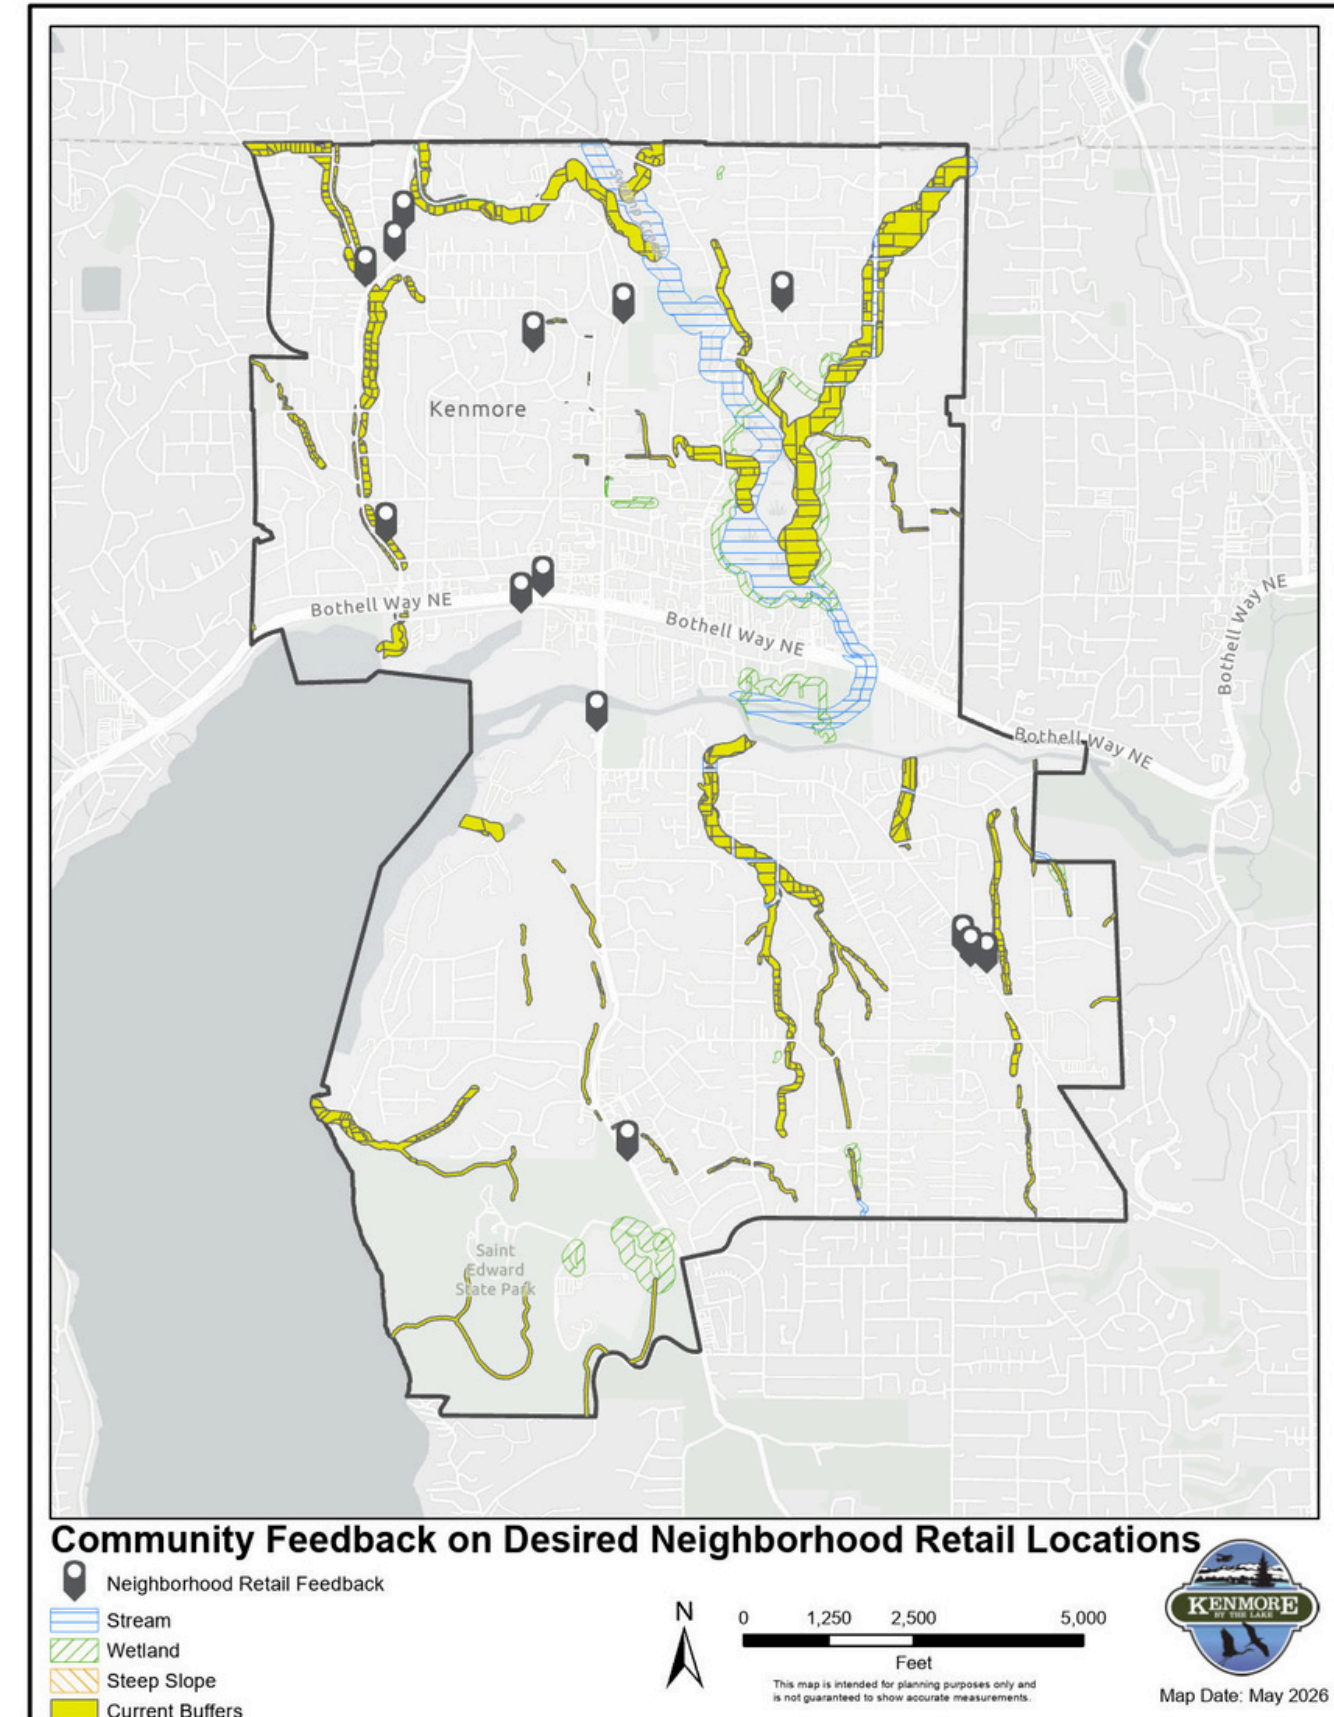 Swamp Creek
Kenmore
Bothell Way NE
Bothell Way NE
Bothell Way NE
Bothell Way NE
Saint
Edward
State Park
Community Feedback on Desired Neighborhood Retail Locations
Neighborhood Retail Feedback
Stream
Wetland
Steep Slope
Current Buffers
N
0 1,250 2,500 5,000
Feet
This map is intended for planning purposes only and
is not guaranteed to show accurate measurements.
KENMORE
BY THE LAKE
Map Date: May 2026